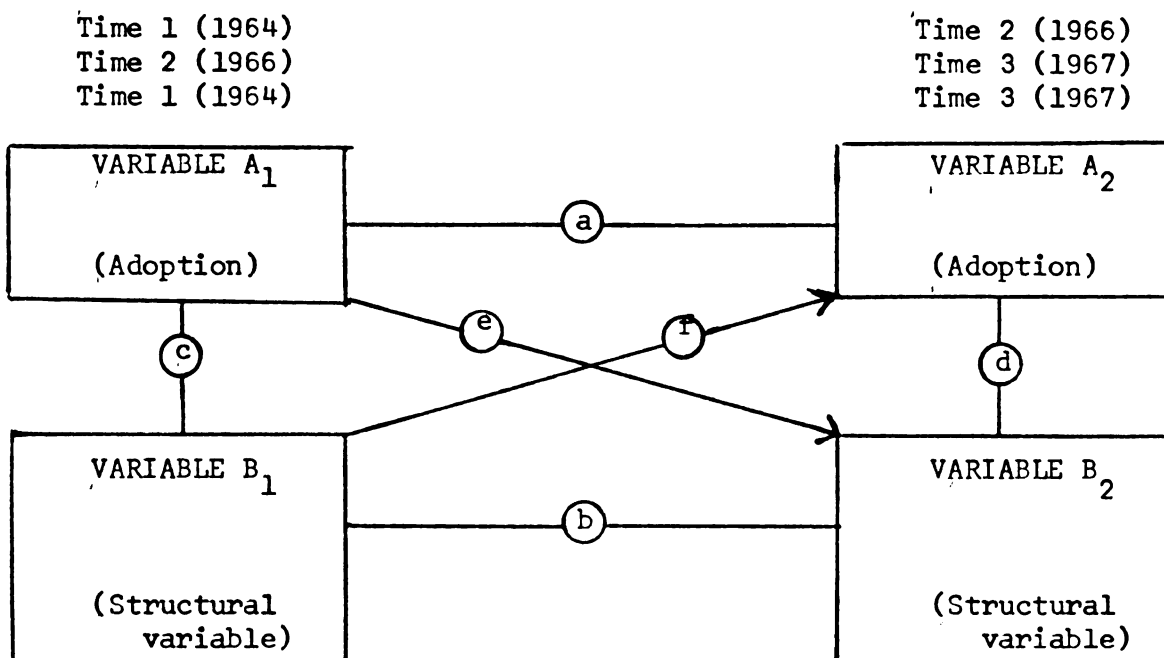 Time 1 (1964)
Time 2 (1966)
Time 1 (1964)
Time 2 (1966)
Time 3 (1967)
Time 3 (1967)
VARIABLE A1
(Adoption)
VARIABLE A2
(Adoption)
a
e
f
c
d
VARIABLE B1
(Structural
variable)
b
VARIABLE B2
(Structural
variable)